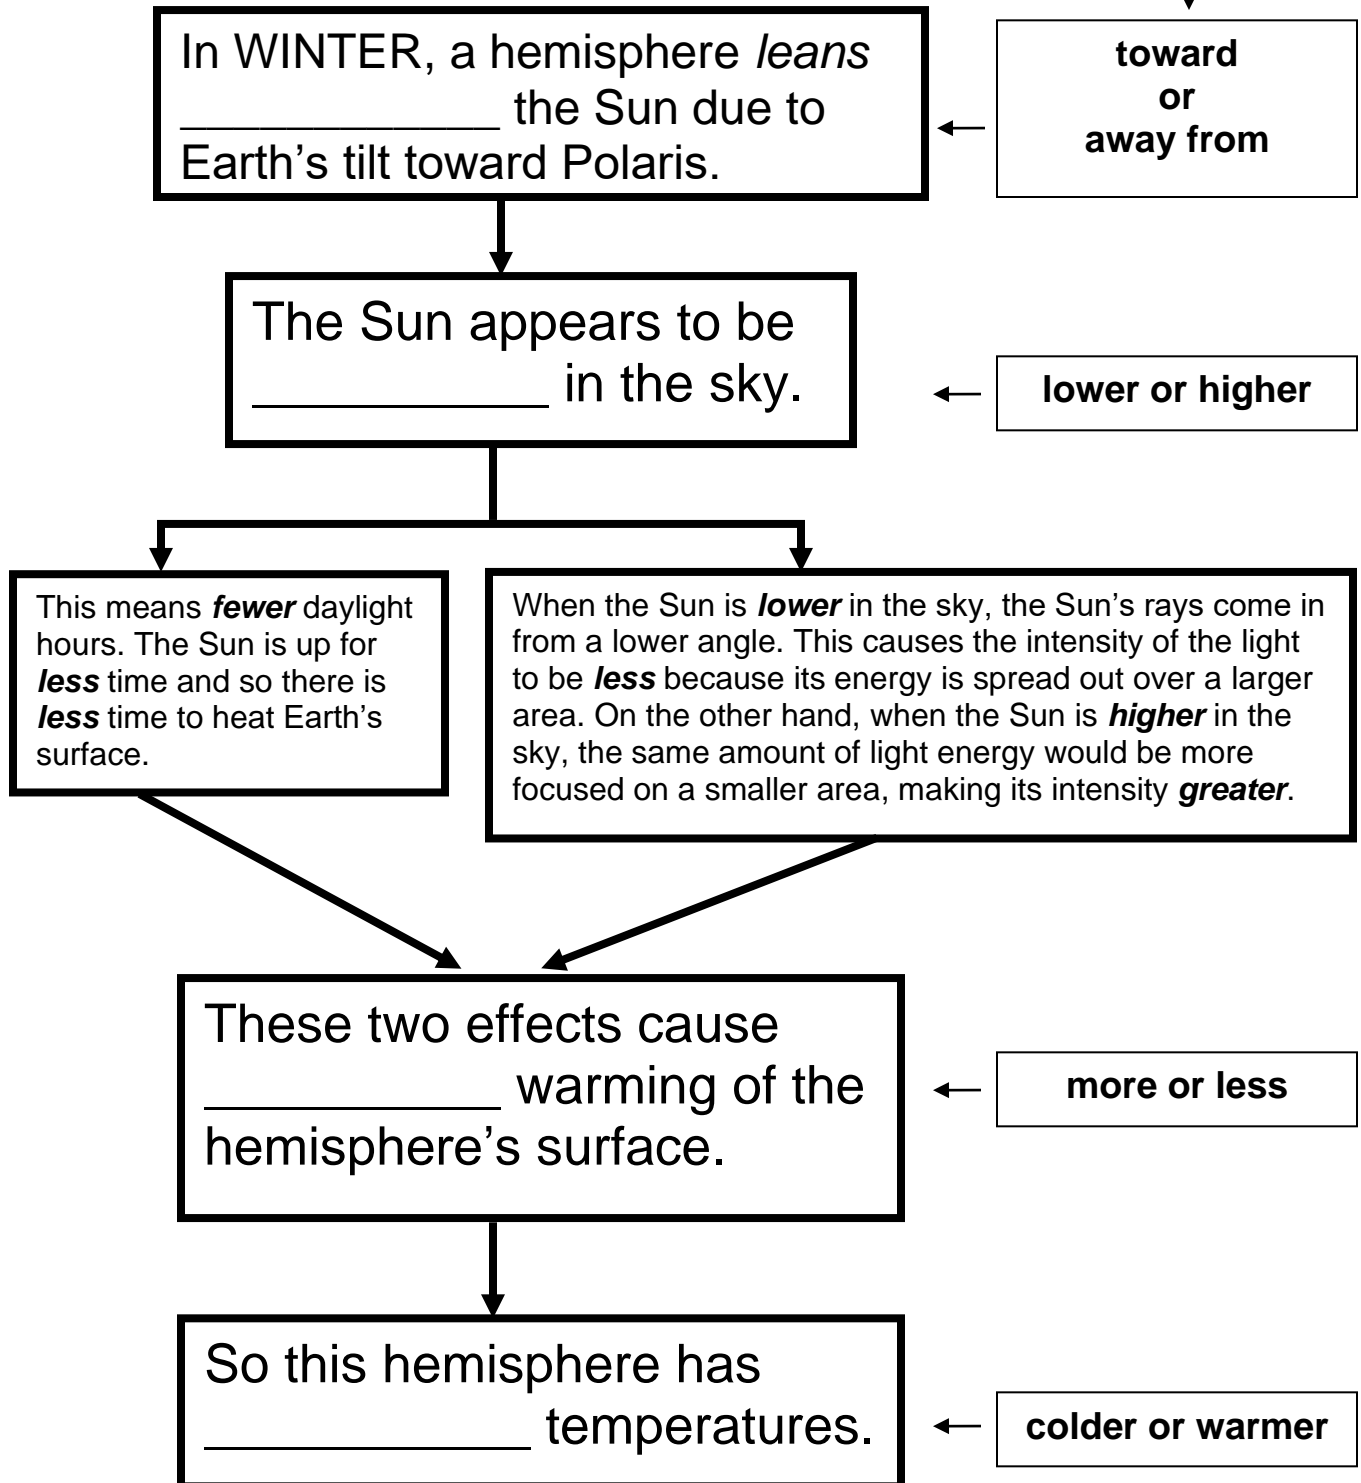 In WINTER, a hemisphere leans
____________ the Sun due to
Earth’s tilt toward Polaris.
toward
or
away from
The Sun appears to be
__________ in the sky.
lower or higher
This means fewer daylight
hours. The Sun is up for
less time and so there is
less time to heat Earth’s
surface.
When the Sun is lower in the sky, the Sun’s rays come in
from a lower angle. This causes the intensity of the light
to be less because its energy is spread out over a larger
area. On the other hand, when the Sun is higher in the
sky, the same amount of light energy would be more
focused on a smaller area, making its intensity greater.
These two effects cause
__________ warming of the
hemisphere’s surface.
more or less
So this hemisphere has
___________ temperatures.
colder or warmer